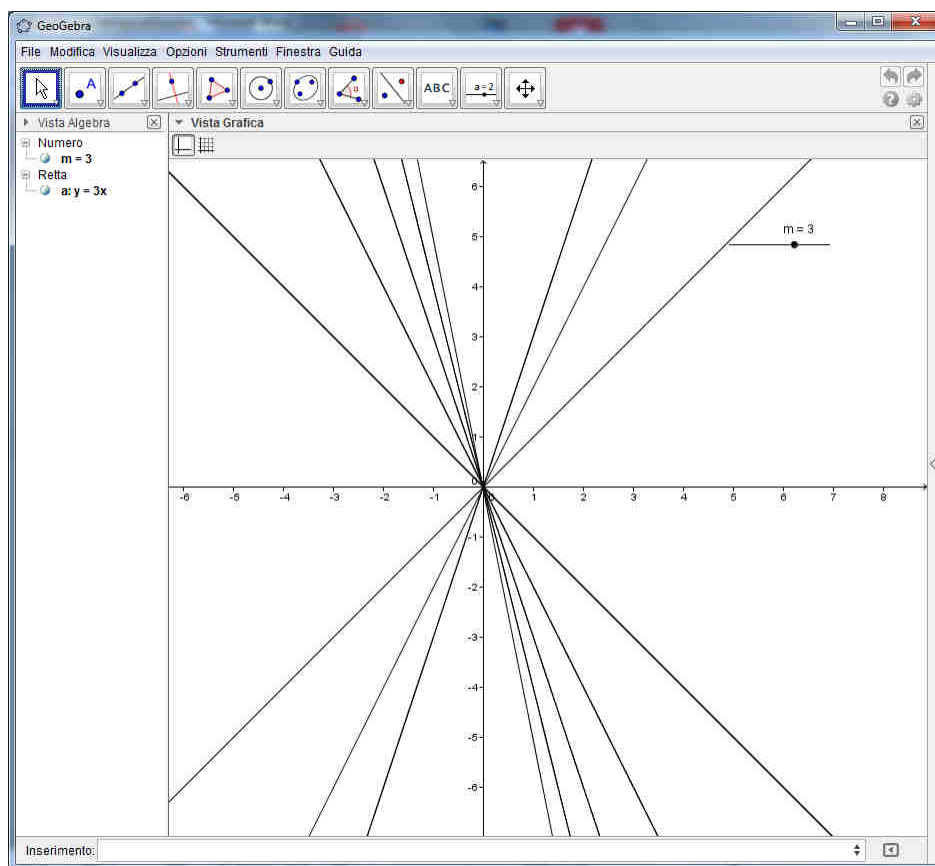 GeoGebra
File Modifica Visualizza Opzioni Strumenti Finestra Guida
A
α
ABC
a=2
Vista Algebra
Vista Grafica
Numero
m = 3
Retta
a: y = 3x
m = 3
6
5
4
3
2
1
0
-6 -5 -4 -3 -2 -1 0 1 2 3 4 5 6 7 8
-1
-2
-3
-4
-5
-6
Inserimento: